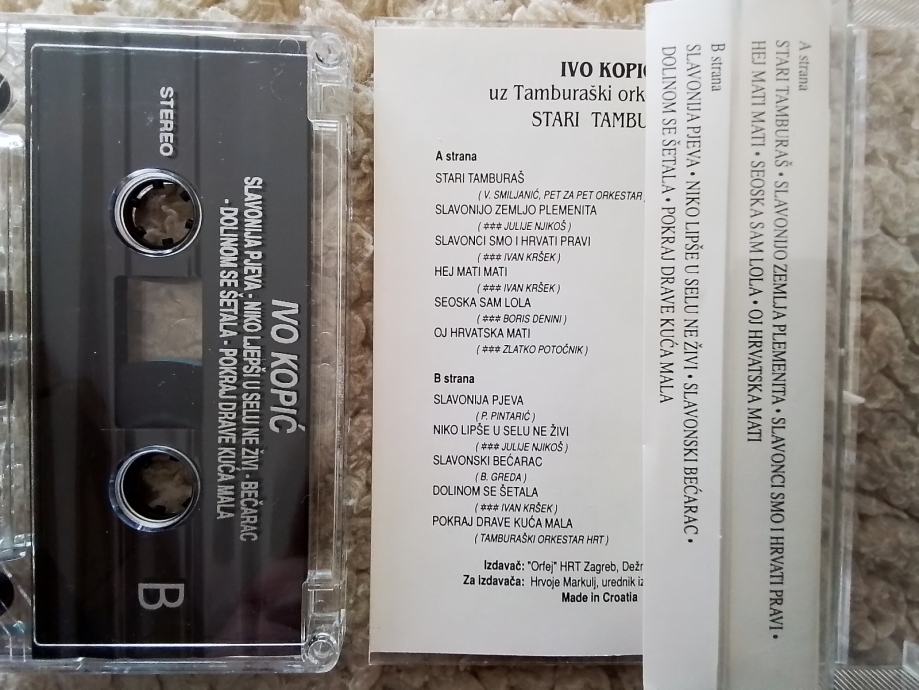 STEREO
IVO KOPIĆ
SLAVONIJA PJEVA - NIKO LJEPŠI U SELU NE ŽIVI - BEČARAC
- DOLINOM SE ŠETALA - POKRAJ DRAVE KUČA MALA
B
IVO KOPIĆ
uz Tamburaški ork
STARI TAMBU
A strana
STARI TAMBURAŠ
( V. SMILJANIĆ, PET ZA PET ORKESTAR
SLAVONIJO ZEMLJO PLEMENITA
( ### JULIJE NJIKOŠ )
SLAVONCI SMO I HRVATI PRAVI
( ### IVAN KRŠEK )
HEJ MATI MATI
( ### IVAN KRŠEK )
SEOSKA SAM LOLA
( ### BORIS DENINI )
OJ HRVATSKA MATI
( ### ZLATKO POTOČNIK )
B strana
SLAVONIJA PJEVA
( P. PINTARIĆ )
NIKO LIPŠE U SELU NE ŽIVI
( ### JULIJE NJIKOŠ )
SLAVONSKI BEĆARAC
( B. GREDA )
DOLINOM SE ŠETALA
( ### IVAN KRŠEK )
POKRAJ DRAVE KUĆA MALA
( TAMBURAŠKI ORKESTAR HRT )
Izdavač: "Orfej" HRT Zagreb, Dežm
Za Izdavača: Hrvoje Markulj, urednik iz
Made in Croatia
A strana
STARI TAMBURAŠ • SLAVONIJO ZEMLJA PLEMENITA • SLAVONCI SMO I HRVATI PRAVI •
HEJ MATI MATI • SEOSKA SAM LOLA • OJ HRVATSKA MATI
B strana
SLAVONIJA PJEVA • NIKO LIPŠE U SELU NE ŽIVI • SLAVONSKI BEĆARAC •
DOLINOM SE ŠETALA • POKRAJ DRAVE KUĆA MALA